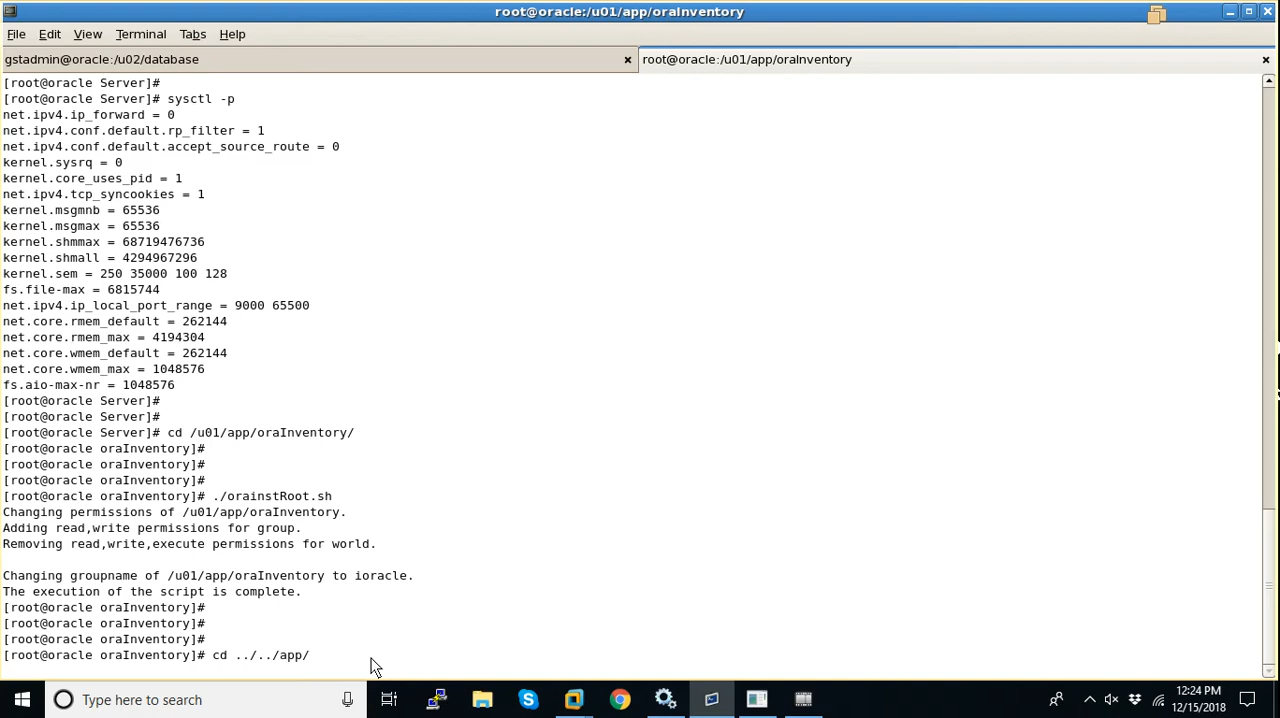 root@oracle:/u01/app/oraInventory
File Edit View Terminal Tabs Help
gstadmin@oracle:/u02/database
root@oracle:/u01/app/oraInventory
[root@oracle Server]#
[root@oracle Server]# sysctl -p
net.ipv4.ip_forward = 0
net.ipv4.conf.default.rp_filter = 1
net.ipv4.conf.default.accept_source_route = 0
kernel.sysrq = 0
kernel.core_uses_pid = 1
net.ipv4.tcp_syncookies = 1
kernel.msgmnb = 65536
kernel.msgmax = 65536
kernel.shmmax = 68719476736
kernel.shmall = 4294967296
kernel.sem = 250 35000 100 128
fs.file-max = 6815744
net.ipv4.ip_local_port_range = 9000 65500
net.core.rmem_default = 262144
net.core.rmem_max = 4194304
net.core.wmem_default = 262144
net.core.wmem_max = 1048576
fs.aio-max-nr = 1048576
[root@oracle Server]#
[root@oracle Server]#
[root@oracle Server]# cd /u01/app/oraInventory/
[root@oracle oraInventory]#
[root@oracle oraInventory]#
[root@oracle oraInventory]#
[root@oracle oraInventory]# ./orainstRoot.sh
Changing permissions of /u01/app/oraInventory.
Adding read,write permissions for group.
Removing read,write,execute permissions for world.
Changing groupname of /u01/app/oraInventory to ioracle.
The execution of the script is complete.
[root@oracle oraInventory]#
[root@oracle oraInventory]#
[root@oracle oraInventory]#
[root@oracle oraInventory]# cd ../../app/
Type here to search
12:24 PM
12/15/2018